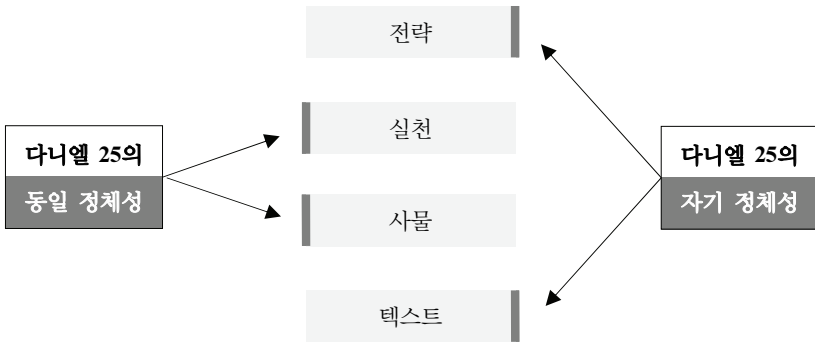 전략
실천
다니엘 25의
동일 정체성
다니엘 25의
자기 정체성
사물
텍스트